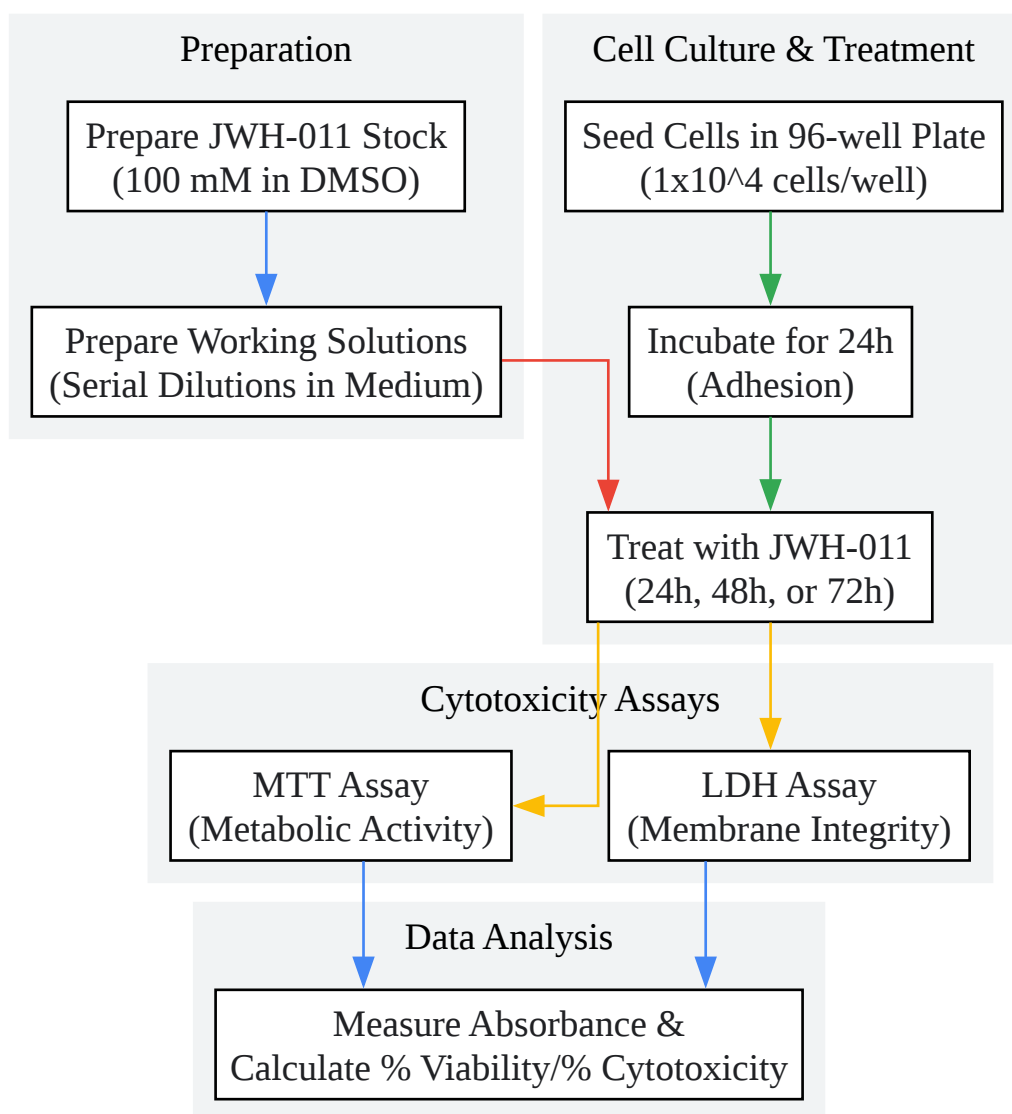 Preparation
Prepare JWH-011 Stock
(100 mM in DMSO)
Prepare Working Solutions
(Serial Dilutions in Medium)
Cell Culture & Treatment
Seed Cells in 96-well Plate
(1x10^4 cells/well)
Incubate for 24h
(Adhesion)
Treat with JWH-011
(24h, 48h, or 72h)
Cytotoxicity Assays
MTT Assay
(Metabolic Activity)
LDH Assay
(Membrane Integrity)
Data Analysis
Measure Absorbance &
Calculate % Viability/% Cytotoxicity